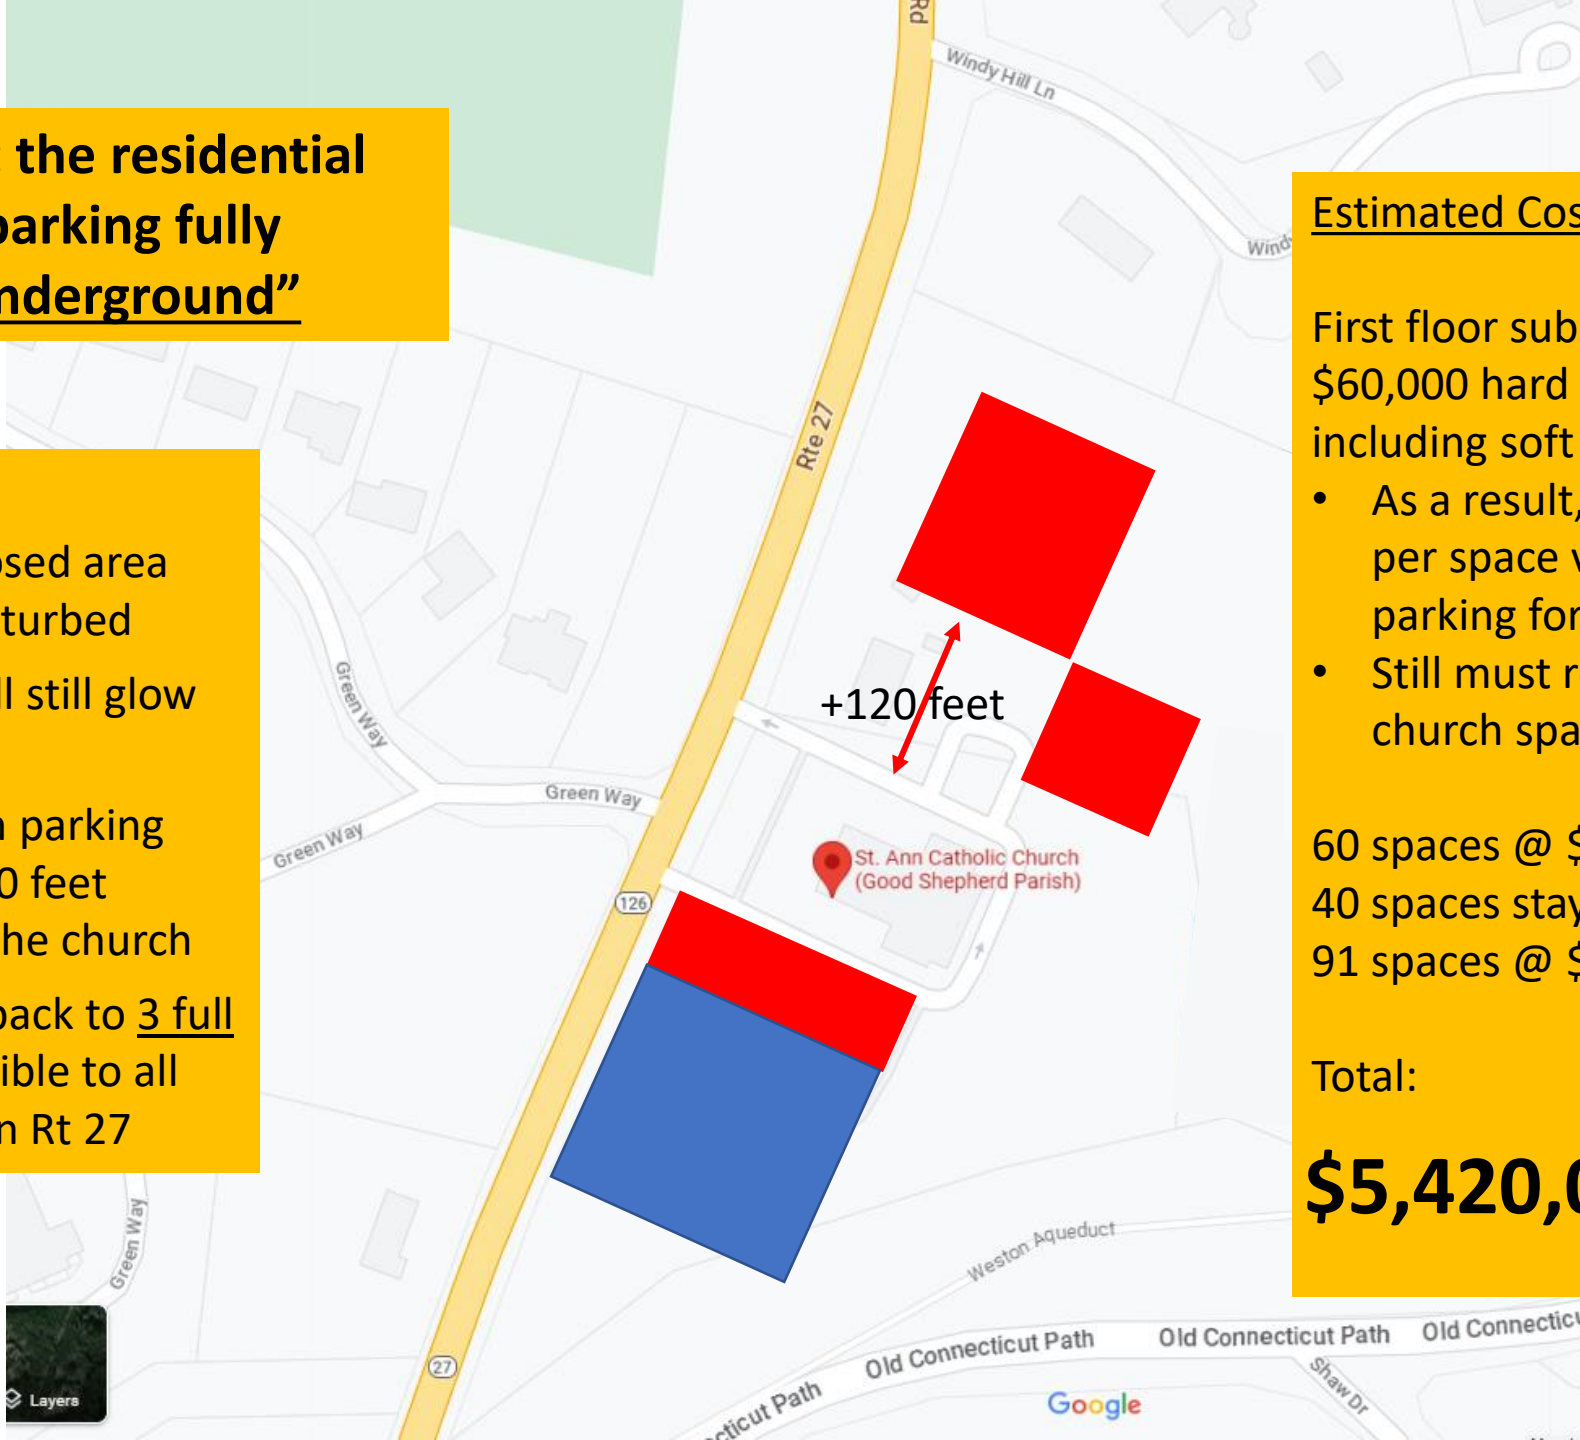 Rd
Windy Hill Ln
the residential
parking fully
nderground”
Estimated Cos
Wind
First floor sub
$60,000 hard
including soft
• As a result,
per space v
parking for
• Still must r
church spa
60 spaces @ $
40 spaces stay
91 spaces @ $
Total:
$5,420,0
Rte 27
osed area
turbed
ll still glow
n parking
0 feet
the church
back to 3 full
ible to all
n Rt 27
+120 feet
Green Way
Green Way
Green Way
Green Way
St. Ann Catholic Church
(Good Shepherd Parish)
126
Weston Aqueduct
Old Connecticut Path
Old Connecticut Path
Old Connecticu
cticut Path
Shaw Dr
27
Layers
Google